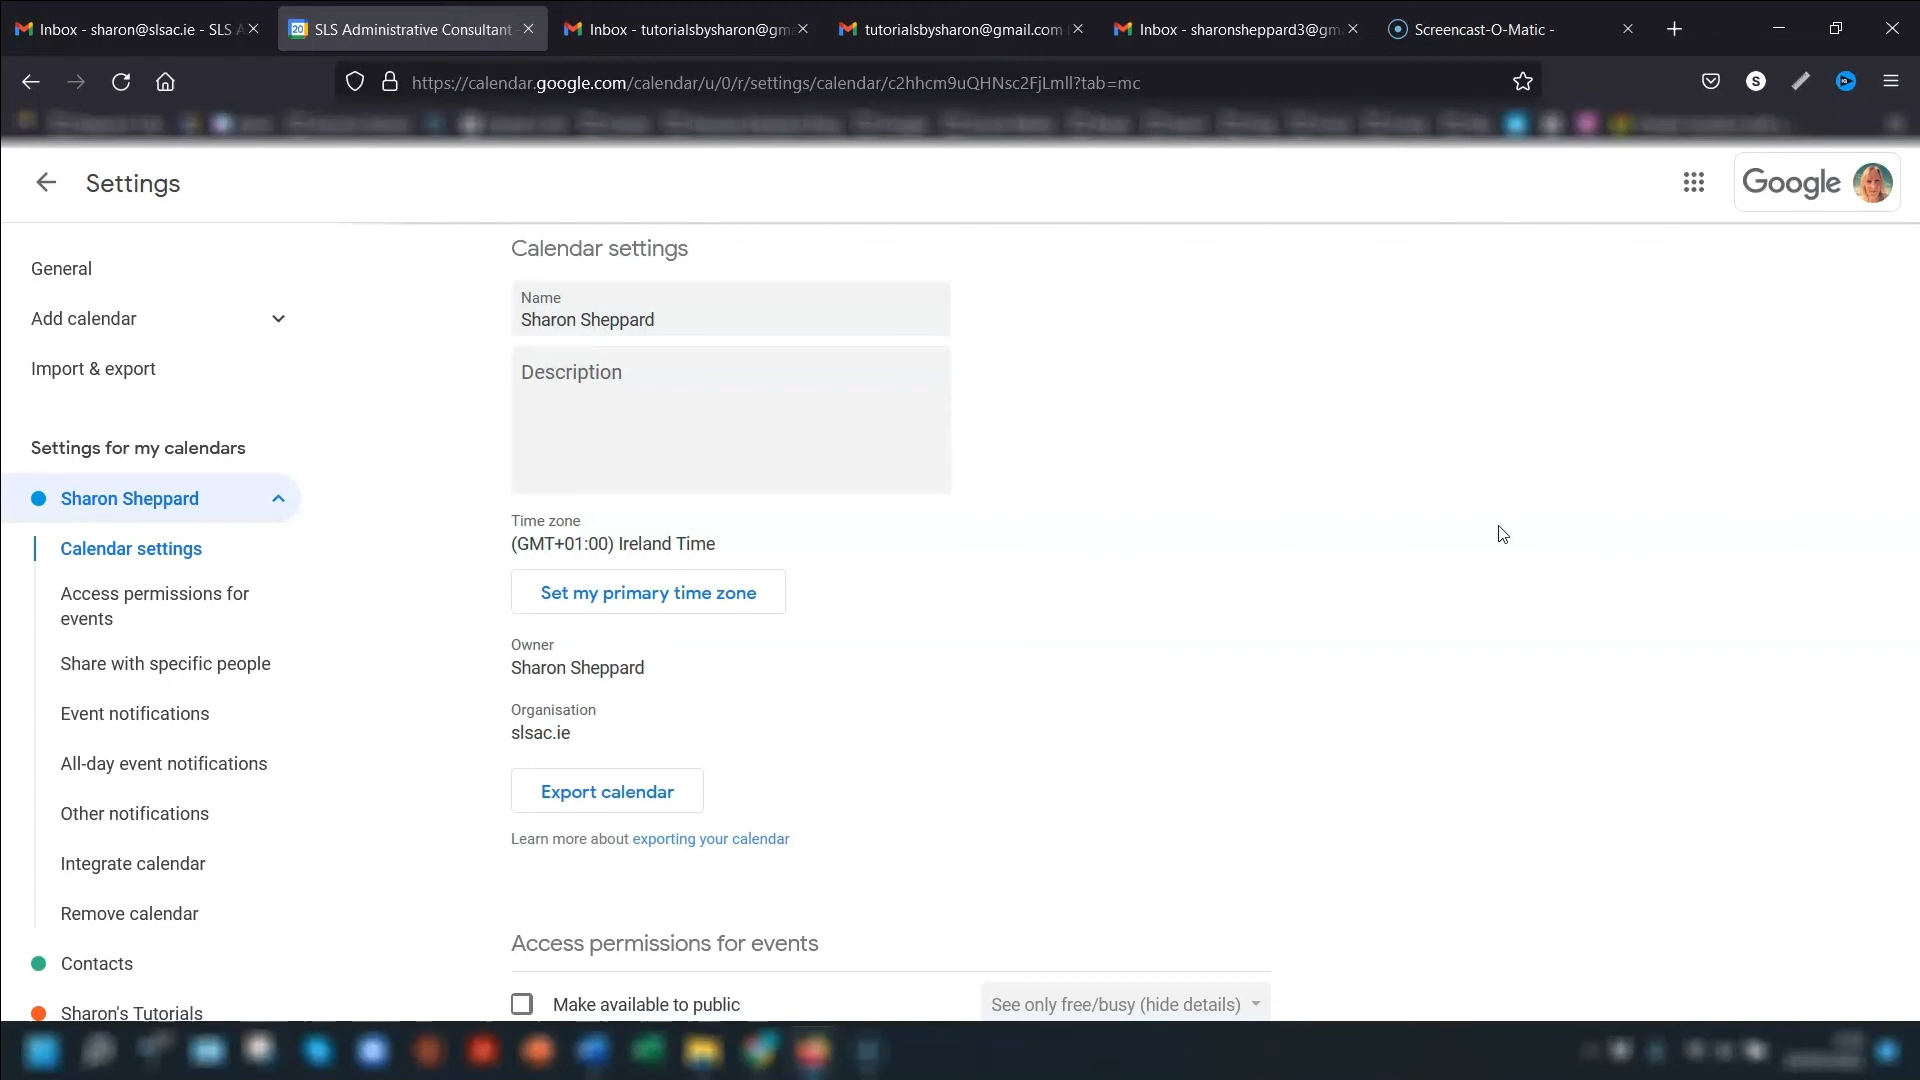 Inbox - sharon@slsac.ie - SLS A
SLS Administrative Consultant -
Inbox - tutorialsbysharon@gma
tutorialsbysharon@gmail.com
Inbox - sharonsheppard3@gm
Screencast-O-Matic -
https://calendar.google.com/calendar/u/0/r/settings/calendar/c2hhcm9uQHNsc2FjLmll?tab=mc
Settings
Google
General
Add calendar
Import & export
Settings for my calendars
Sharon Sheppard
Calendar settings
Access permissions for
events
Share with specific people
Event notifications
All-day event notifications
Other notifications
Integrate calendar
Remove calendar
Contacts
Sharon's Tutorials
Calendar settings
Name
Sharon Sheppard
Description
Time zone
(GMT+01:00) Ireland Time
Set my primary time zone
Owner
Sharon Sheppard
Organisation
slsac.ie
Export calendar
Learn more about exporting your calendar
Access permissions for events
Make available to public
See only free/busy (hide details)